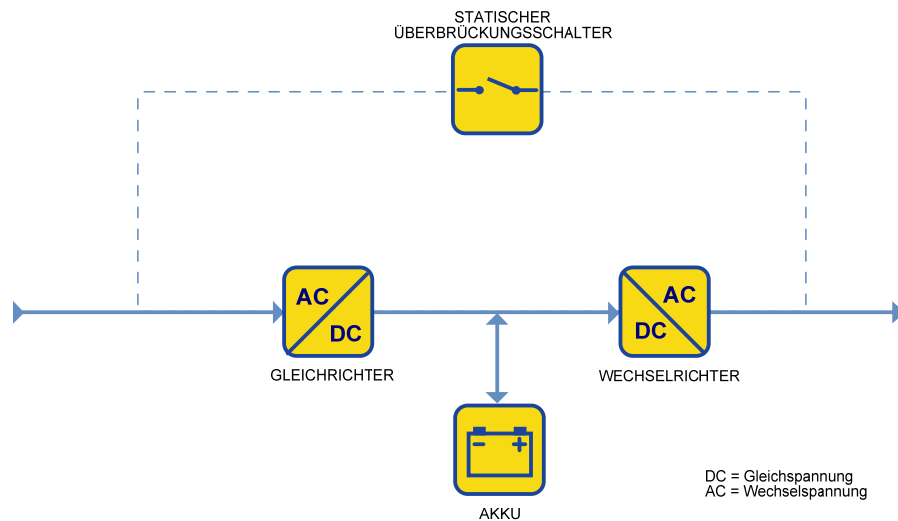 STATISCHER
ÜBERBRÜCKUNGSSCHALTER
AC
DC
GLEICHRICHTER
AC
DC
WECHSELRICHTER
- +
AKKU
DC = Gleichspannung
AC = Wechselspannung